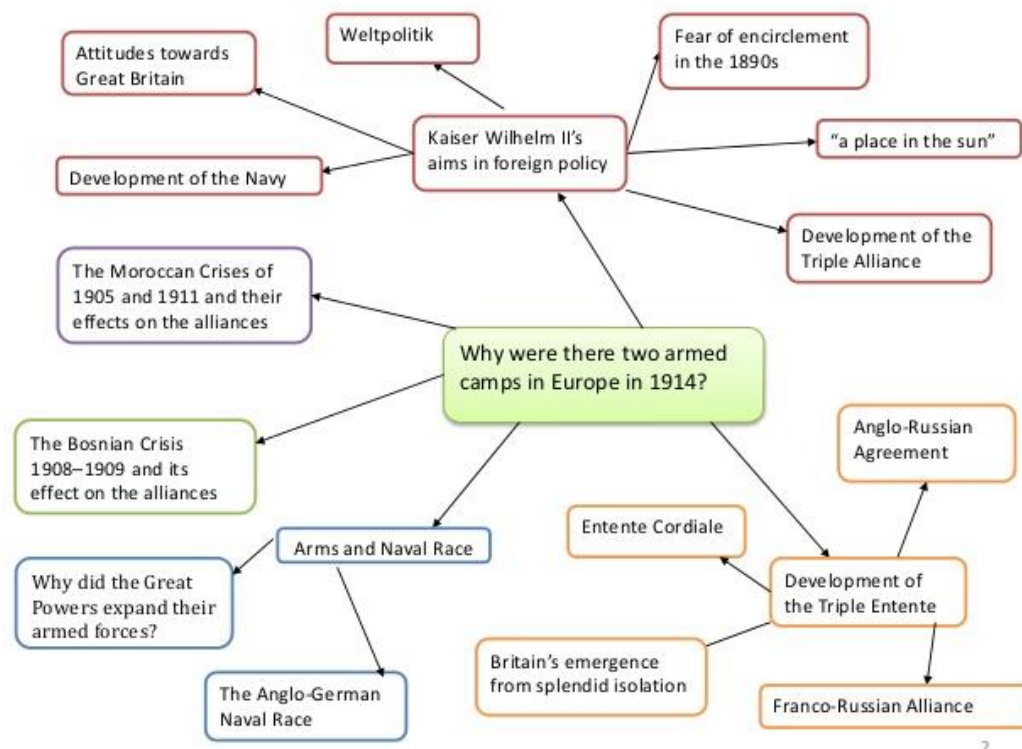 Weltpolitik
Attitudes towards
Great Britain
Fear of encirclement
in the 1890s
Kaiser Wilhelm II's
aims in foreign policy
“a place in the sun”
Development of the Navy
Development of the
Triple Alliance
The Moroccan Crises of
1905 and 1911 and their
effects on the alliances
Why were there two armed
camps in Europe in 1914?
The Bosnian Crisis
1908–1909 and its
effect on the alliances
Anglo-Russian
Agreement
Entente Cordiale
Arms and Naval Race
Why did the Great
Powers expand their
armed forces?
Development of
the Triple Entente
Britain's emergence
from splendid isolation
The Anglo-German
Naval Race
Franco-Russian Alliance
2